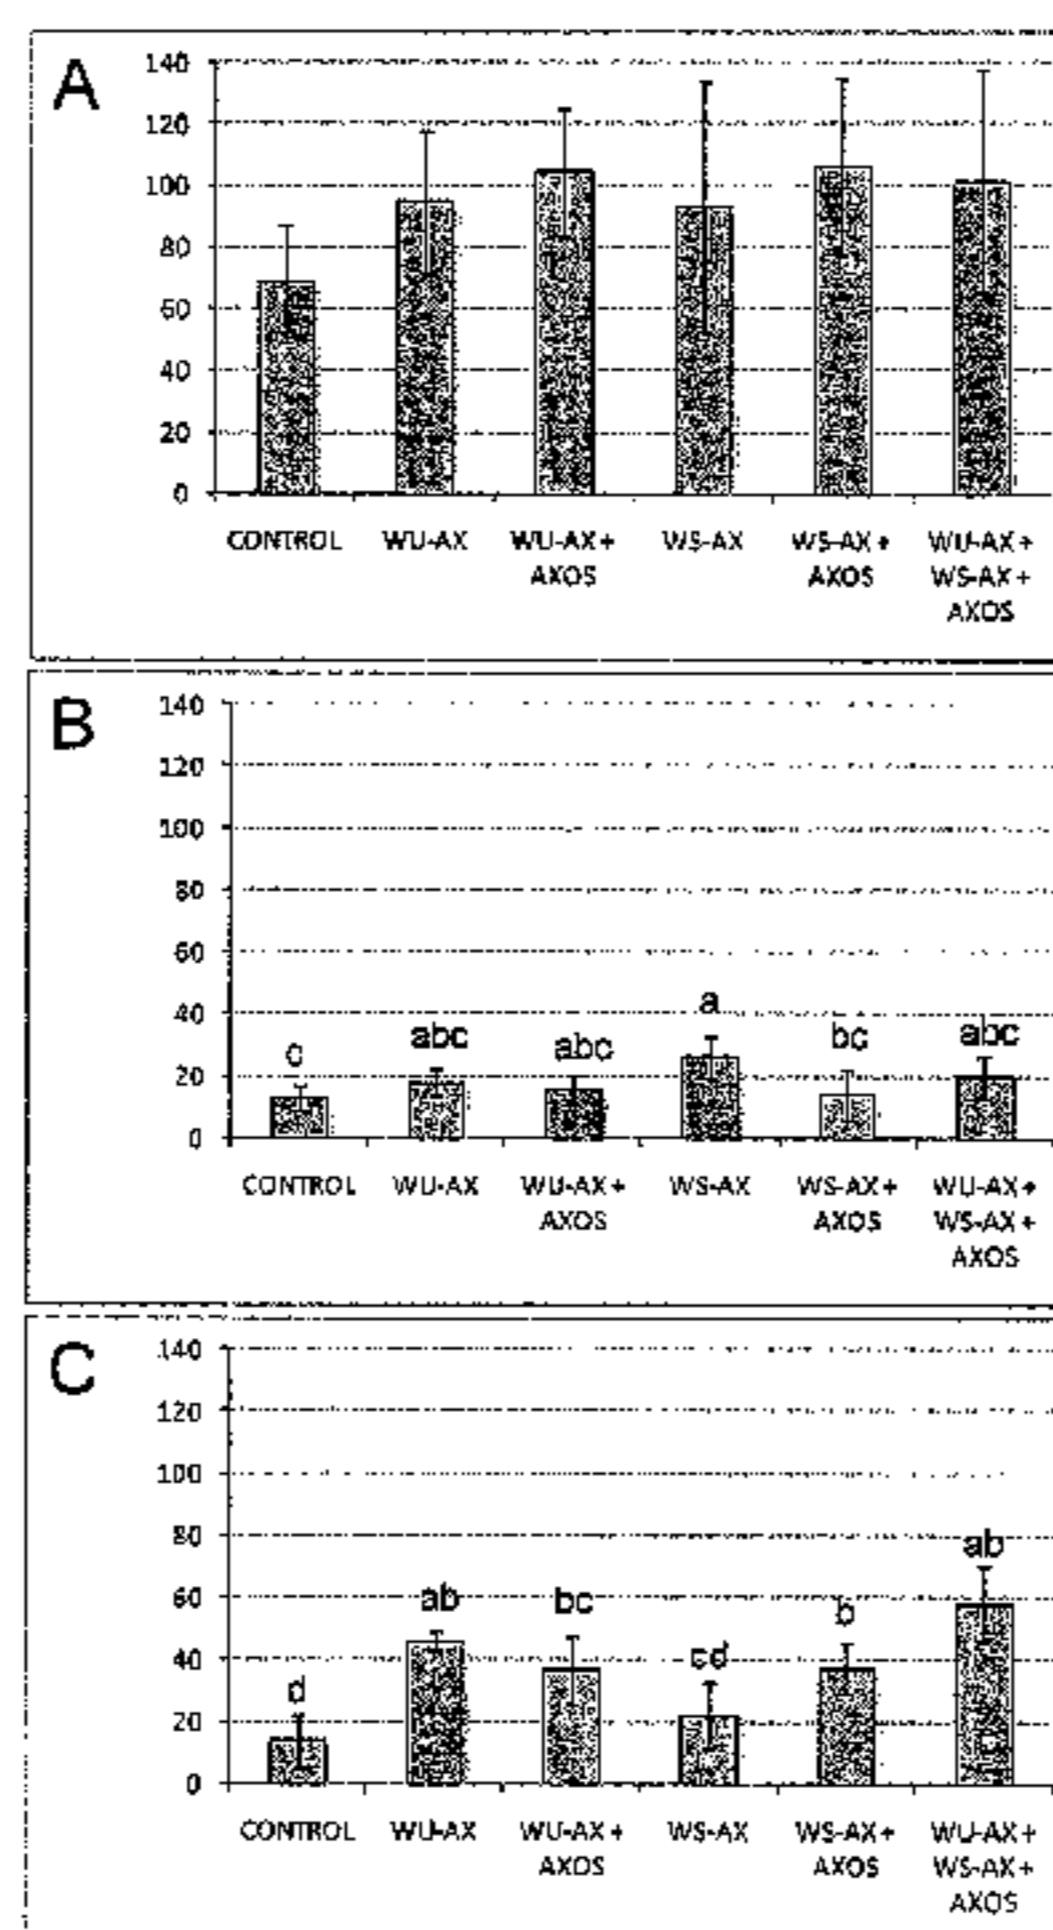 A
140
120
100
80
60
40
20
0
CONTROL WU-AX WU-AX + WS-AX WS-AX + WU-AX +
AXOS AXOS WS-AX +
AXOS
B
140
120
100
80
60
40
20
0
c abc abc a bc abc
CONTROL WU-AX WU-AX + WS-AX WS-AX + WU-AX +
AXOS AXOS WS-AX +
AXOS
C
140
120
100
80
60
40
20
0
d ab bc cd b ab
CONTROL WU-AX WU-AX + WS-AX WS-AX + WU-AX +
AXOS AXOS WS-AX +
AXOS